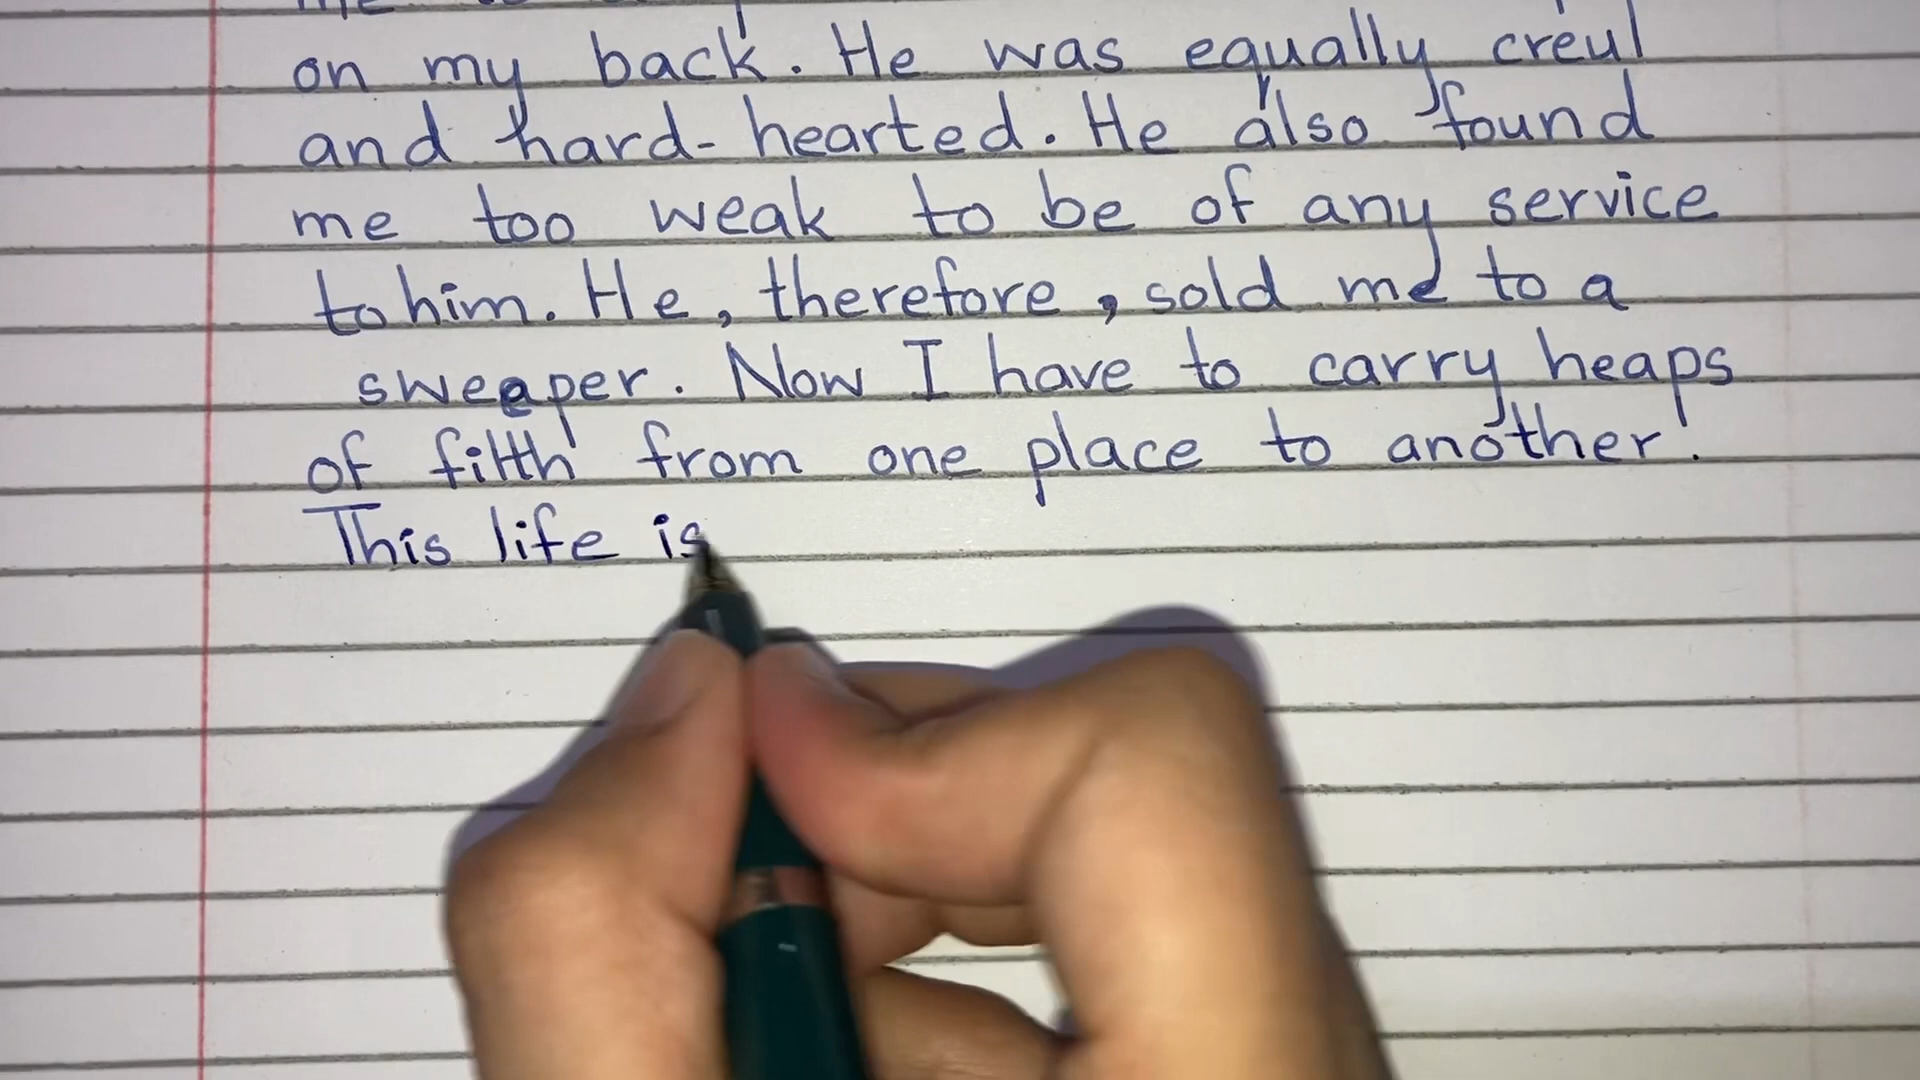 on my back. He was equally creul
and hard-hearted. He also found
me too weak to be of any service
to him. He, therefore, sold me to a
sweeper. Now I have to carry heaps
of filth from one place to another.
This life is